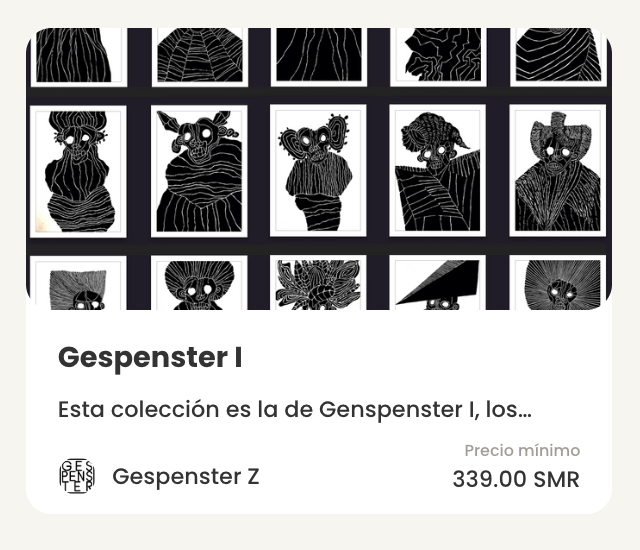 Gespenster I
Esta colección es la de Genspenster I, los...
Precio mínimo
GES
PENS
TER
Gespenster Z
339.00 SMR